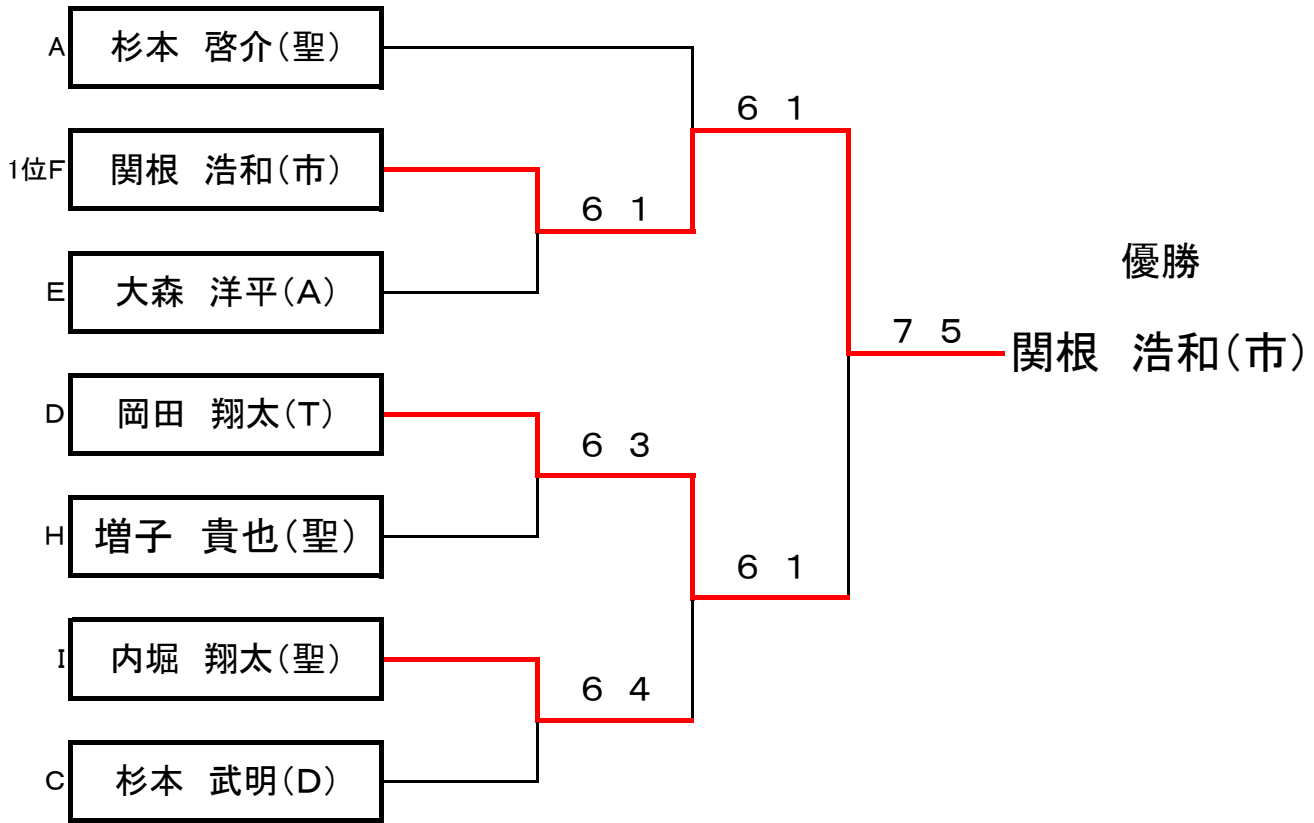 A 杉本 啓介(聖)
6 1
1位F 関根 浩和(市)
6 1
優勝
E 大森 洋平(A)
7 5
関根 浩和(市)
D 岡田 翔太(T)
6 3
H 増子 貴也(聖)
6 1
I 内堀 翔太(聖)
6 4
C 杉本 武明(D)